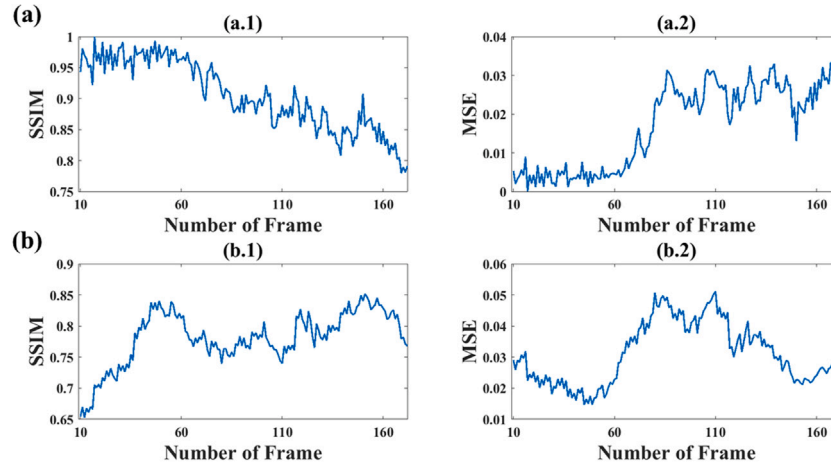 (a)
(a.1)
(a.2)
1
0.95
0.9
0.85
0.8
0.75
SSIM
10
60
110
160
Number of Frame
0.04
0.03
0.02
0.01
0
MSE
10
60
110
160
Number of Frame
(b)
(b.1)
(b.2)
0.9
0.85
0.8
0.75
0.7
0.65
SSIM
10
60
110
160
Number of Frame
0.06
0.05
0.04
0.03
0.02
0.01
MSE
10
60
110
160
Number of Frame